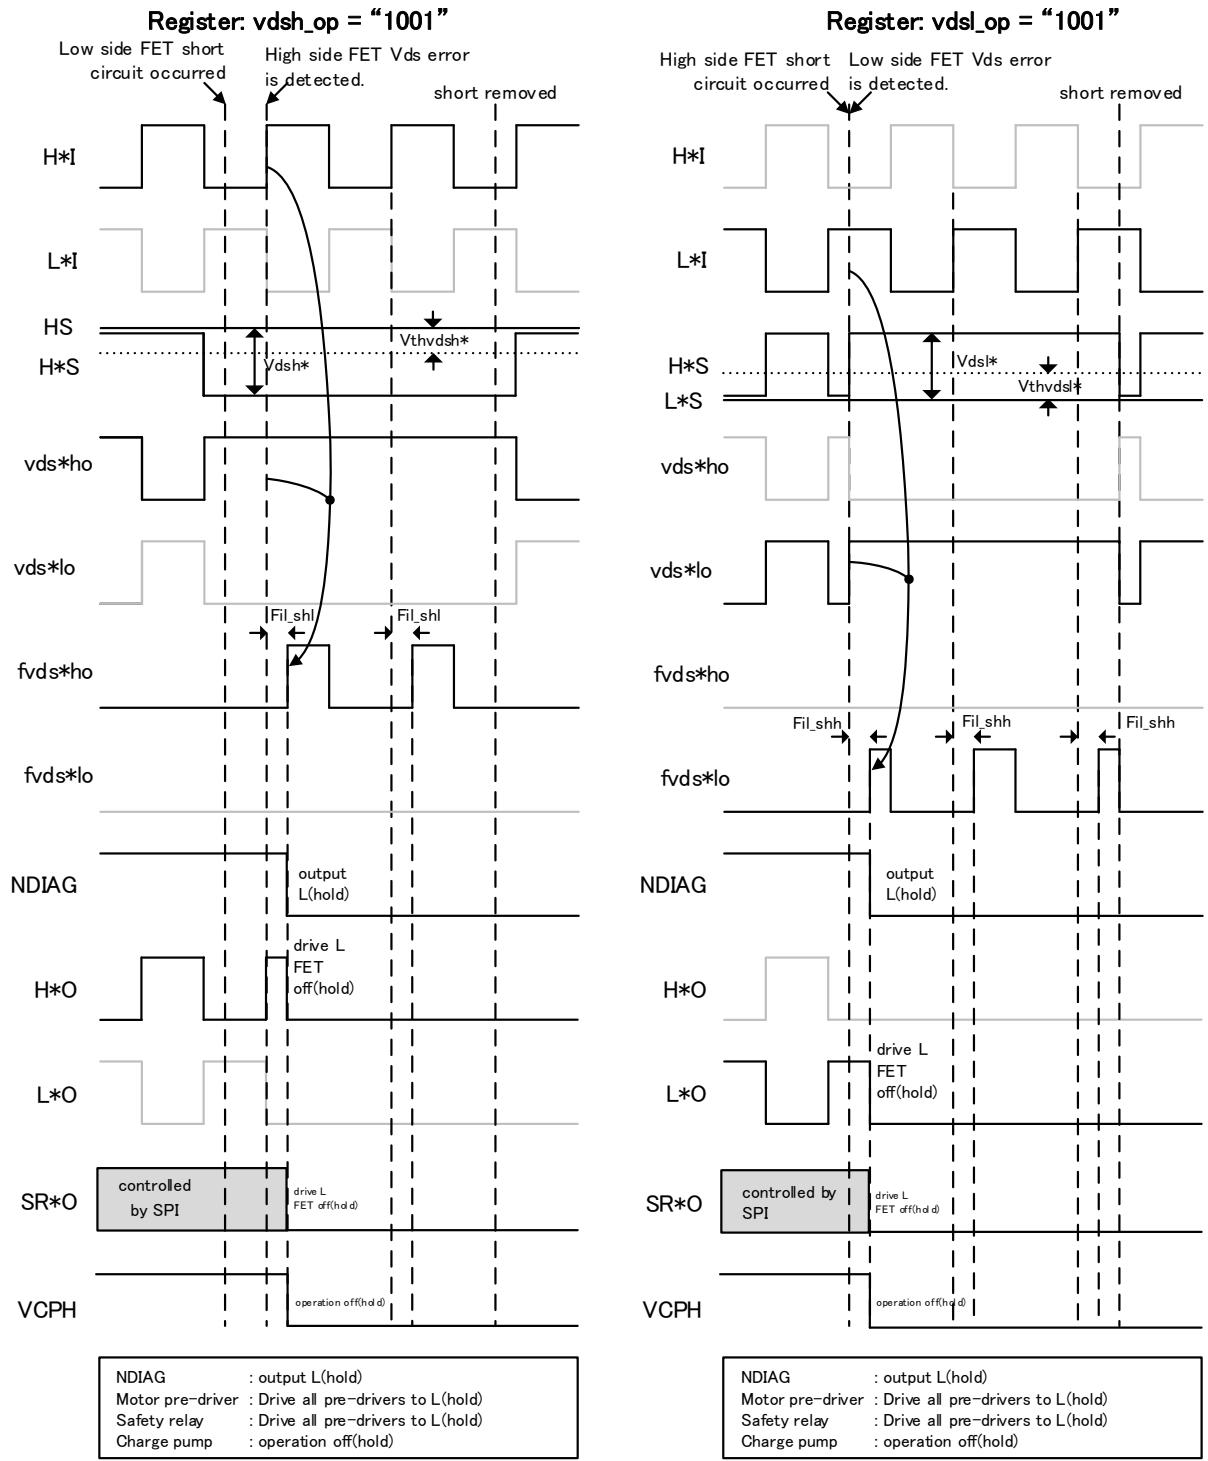 Register: vdsh_op = “1001”
Low side FET short
circuit occurred
High side FET Vds error
is detected.
short removed
H*I
L*I
HS
H*S
Vdsh*
Vthvdsh*
vds*ho
vds*lo
Fil_shl
Fil_shl
fvds*ho
fvds*lo
NDIAG
output
L(hold)
H*O
drive L
FET
off(hold)
L*O
SR*O
controlled
by SPI
drive L
FET off(hold)
VCPH
operation off(hold)
NDIAG : output L(hold)
Motor pre-driver : Drive all pre-drivers to L(hold)
Safety relay : Drive all pre-drivers to L(hold)
Charge pump : operation off(hold)
Register: vdsl_op = “1001”
High side FET short
circuit occurred
Low side FET Vds error
is detected.
short removed
H*I
L*I
H*S
L*S
Vdsl*
Vthvdsl*
vds*ho
vds*lo
fvds*ho
Fil_shh
Fil_shh
Fil_shh
fvds*lo
NDIAG
output
L(hold)
H*O
L*O
drive L
FET
off(hold)
SR*O
controlled by
SPI
drive L
FET off(hold)
VCPH
operation off(hold)
NDIAG : output L(hold)
Motor pre-driver : Drive all pre-drivers to L(hold)
Safety relay : Drive all pre-drivers to L(hold)
Charge pump : operation off(hold)